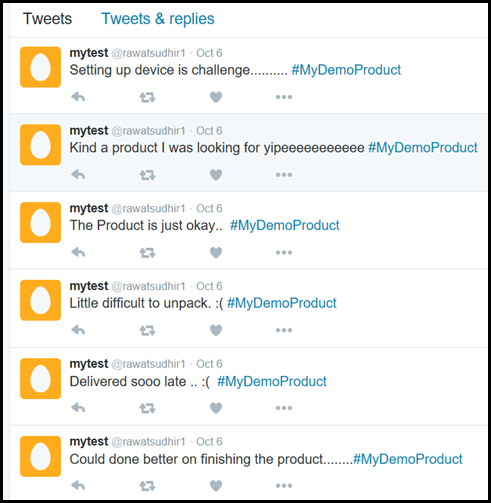 Tweets Tweets & replies
mytest @rawatsudhir1 · Oct 6
Setting up device is challenge.......... #MyDemoProduct
mytest @rawatsudhir1 · Oct 6
Kind a product I was looking for yipeeeeeeeeeee #MyDemoProduct
mytest @rawatsudhir1 · Oct 6
The Product is just okay.. #MyDemoProduct
mytest @rawatsudhir1 · Oct 6
Little difficult to unpack. :( #MyDemoProduct
mytest @rawatsudhir1 · Oct 6
Delivered sooo late .. :( #MyDemoProduct
mytest @rawatsudhir1 · Oct 6
Could done better on finishing the product........#MyDemoProduct